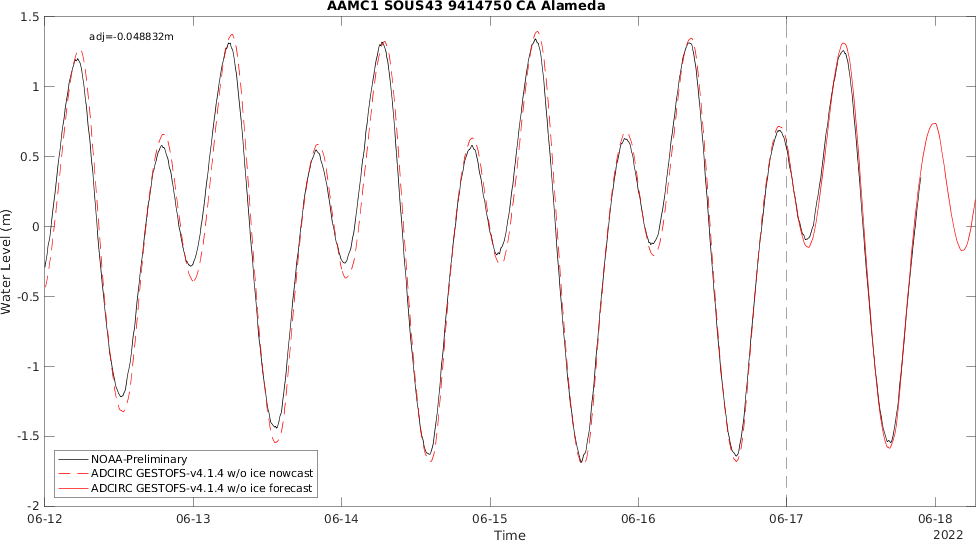 AAMC1 SOUS43 9414750 CA Alameda
adj=-0.048832m
1.5
1
0.5
0
-0.5
-1
-1.5
-2
Water Level (m)
NOAA-Preliminary
ADCIRC GESTOFS-v4.1.4 w/o ice nowcast
ADCIRC GESTOFS-v4.1.4 w/o ice forecast
06-12 06-13 06-14 06-15 06-16 06-17 06-18
Time
2022